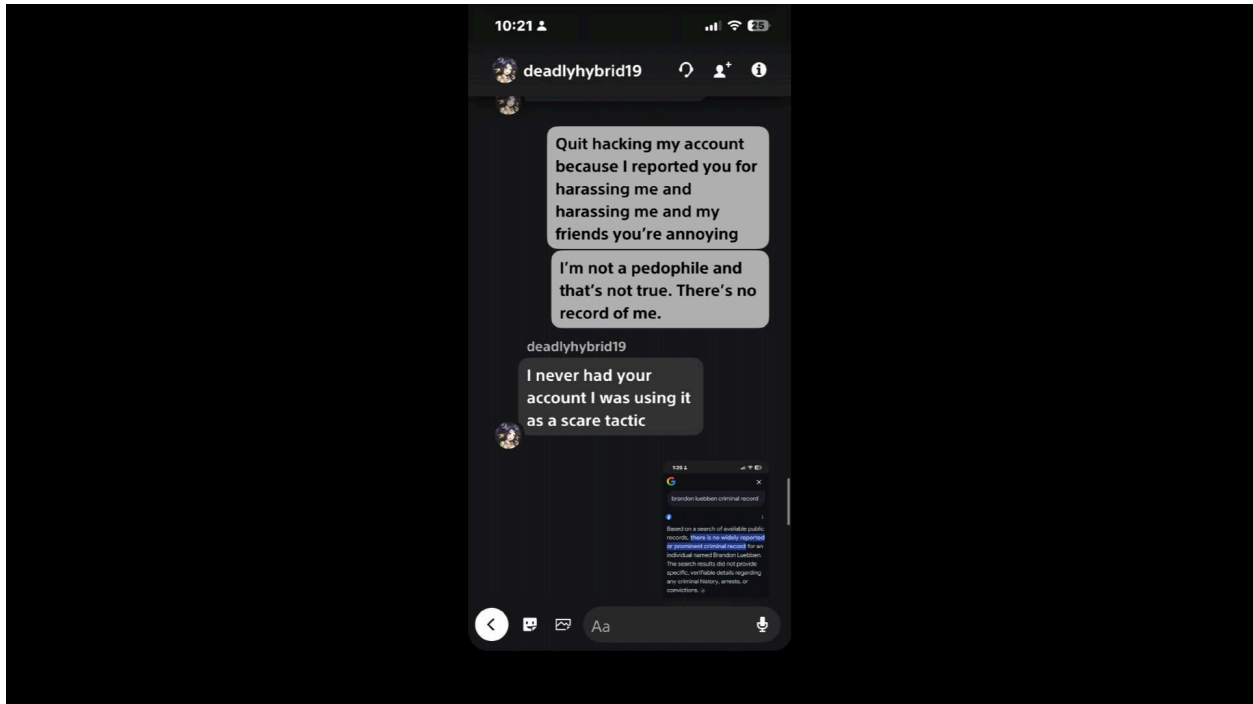 10:21
25
deadlyhybrid19
Quit hacking my account
because I reported you for
harassing me and
harassing me and my
friends you're annoying
I'm not a pedophile and
that's not true. There's no
record of me.
deadlyhybrid19
I never had your
account I was using it
as a scare tactic
1:25
G
brandon luebben criminal record
Based on a search of available public
records, there is no widely reported
or prominent criminal record for an
individual named Brandon Luebben.
The search results did not provide
specific, verifiable details regarding
any criminal history, arrests, or
convictions.
Aa